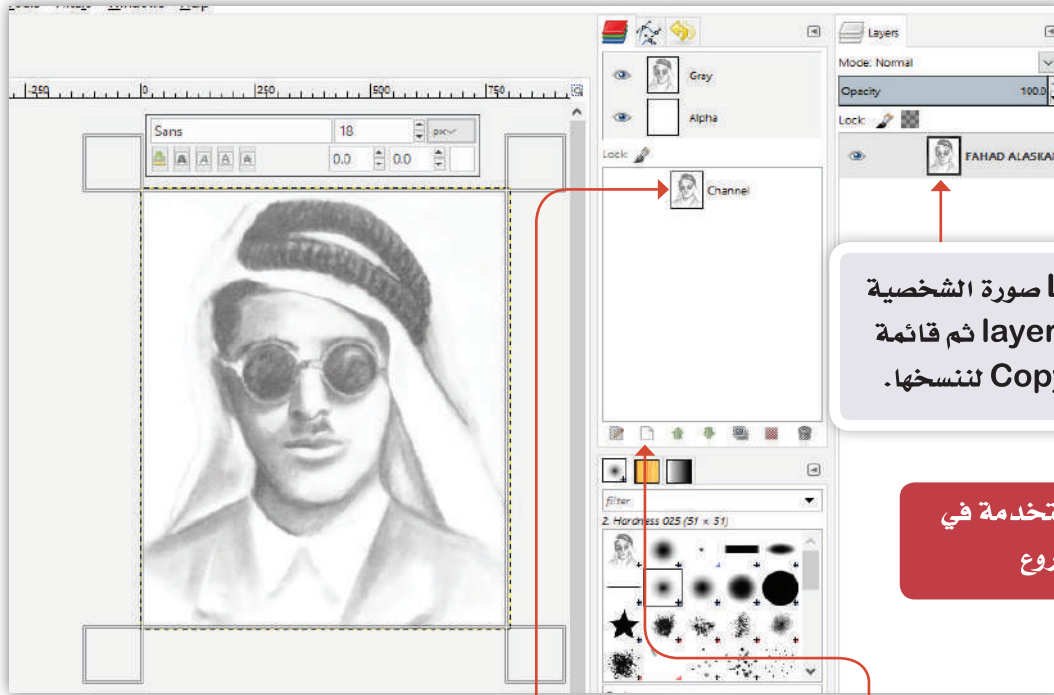 Layers
Mode: Normal
Gray
Opacity 100.0
-250 0 250 500 750
Alpha
Lock:
Sans 18 px
0.0 0.0
Lock:
FAHAD ALASKA
Channel
صورة الشخصية
layer ثم قائمة
Cop لننسخها.
filter
2. Hardness 025 (51 × 51)
تخدمة في
روع